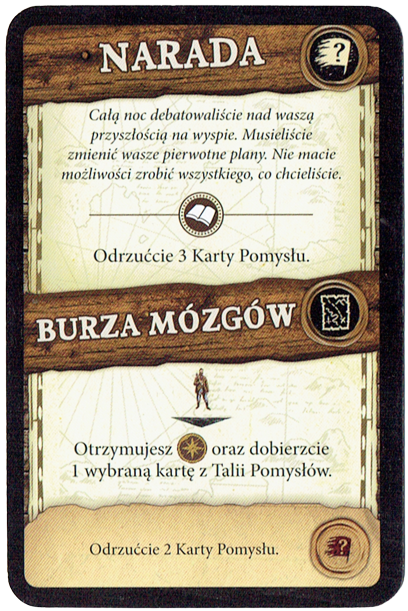 NARADA
?
Całą noc debatowaliście nad waszą
przyszłością na wyspie. Musieliście
zmienić wasze pierwotne plany. Nie macie
możliwości zrobić wszystkiego, co chcieliście.
Odrzućcie 3 Karty Pomysłu.
BURZA MÓZGÓW
Otrzymujesz oraz dobierzcie
1 wybraną kartę z Talii Pomysłów.
Odrzućcie 2 Karty Pomysłu.
?